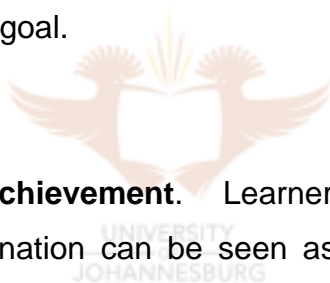 goal.
chievement. Learner
UNIVERSITY
nation can be seen as
JOHANNESBURG